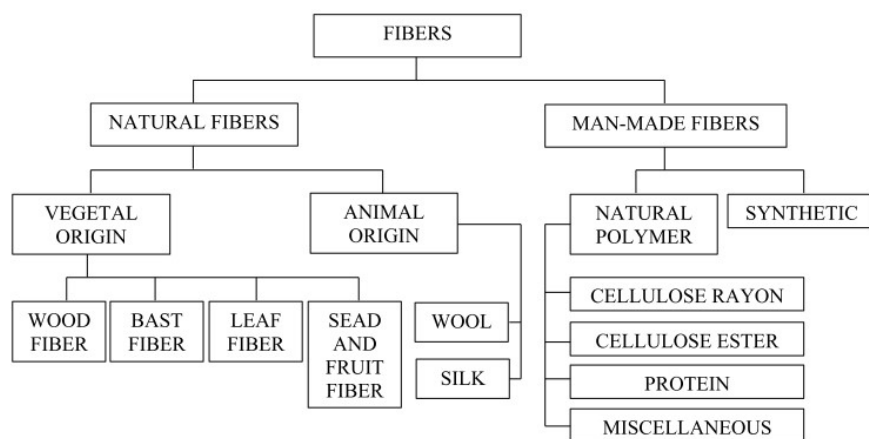 FIBERS
NATURAL FIBERS
MAN-MADE FIBERS
VEGETAL
ORIGIN
ANIMAL
ORIGIN
NATURAL
POLYMER
SYNTHETIC
WOOD
FIBER
BAST
FIBER
LEAF
FIBER
SEAD
AND
FRUIT
FIBER
WOOL
SILK
CELLULOSE RAYON
CELLULOSE ESTER
PROTEIN
MISCELLANEOUS